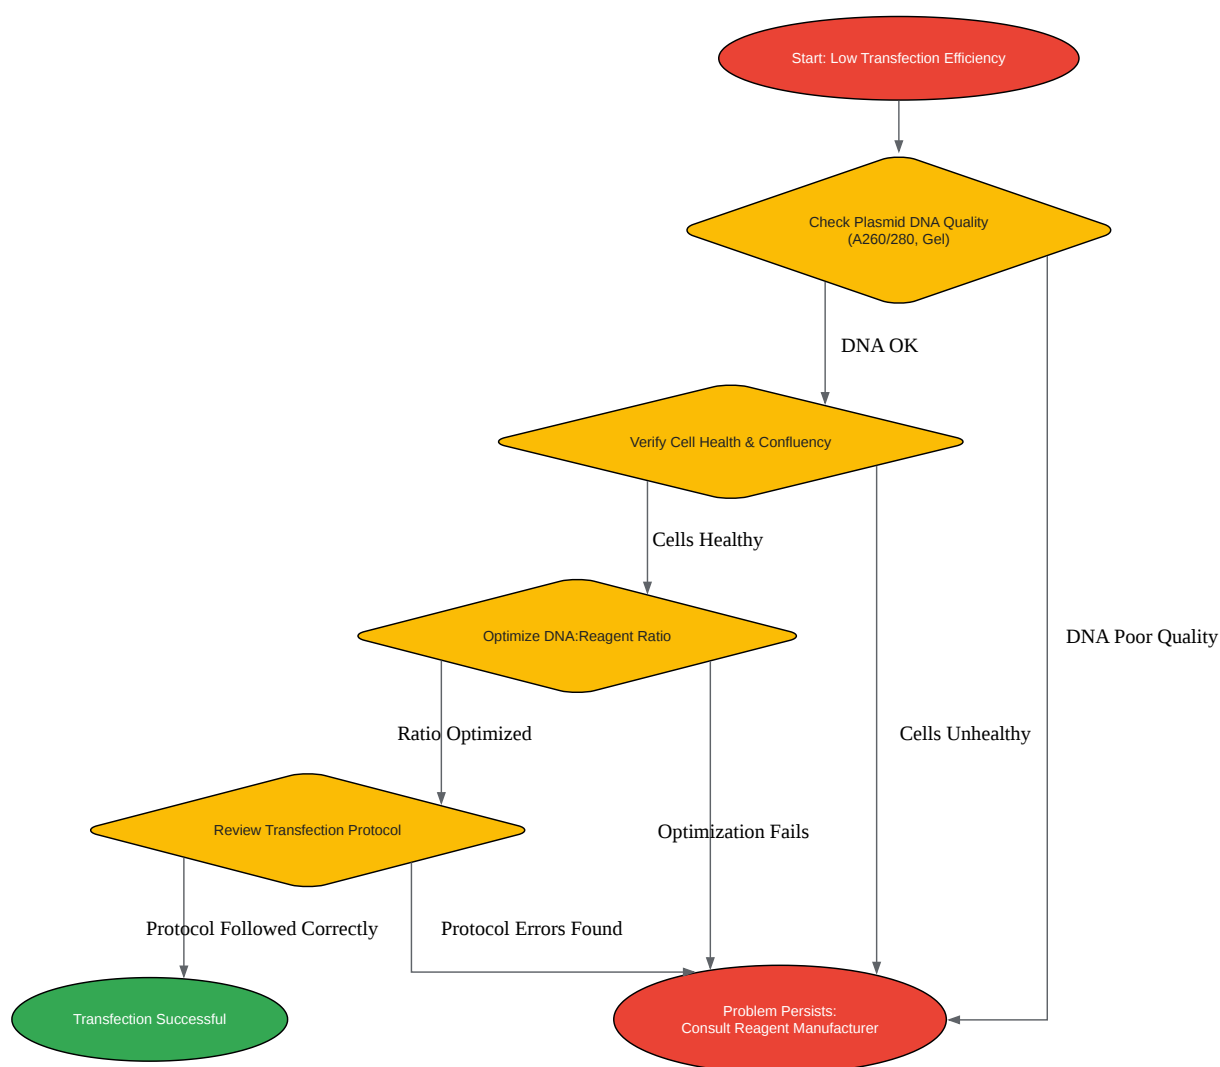 Start: Low Transfection Efficiency
Check Plasmid DNA Quality
(A260/280, Gel)
DNA OK
Verify Cell Health & Confluency
Cells Healthy
Optimize DNA:Reagent Ratio
DNA Poor Quality
Ratio Optimized
Cells Unhealthy
Review Transfection Protocol
Optimization Fails
Protocol Followed Correctly
Protocol Errors Found
Transfection Successful
Problem Persists:
Consult Reagent Manufacturer